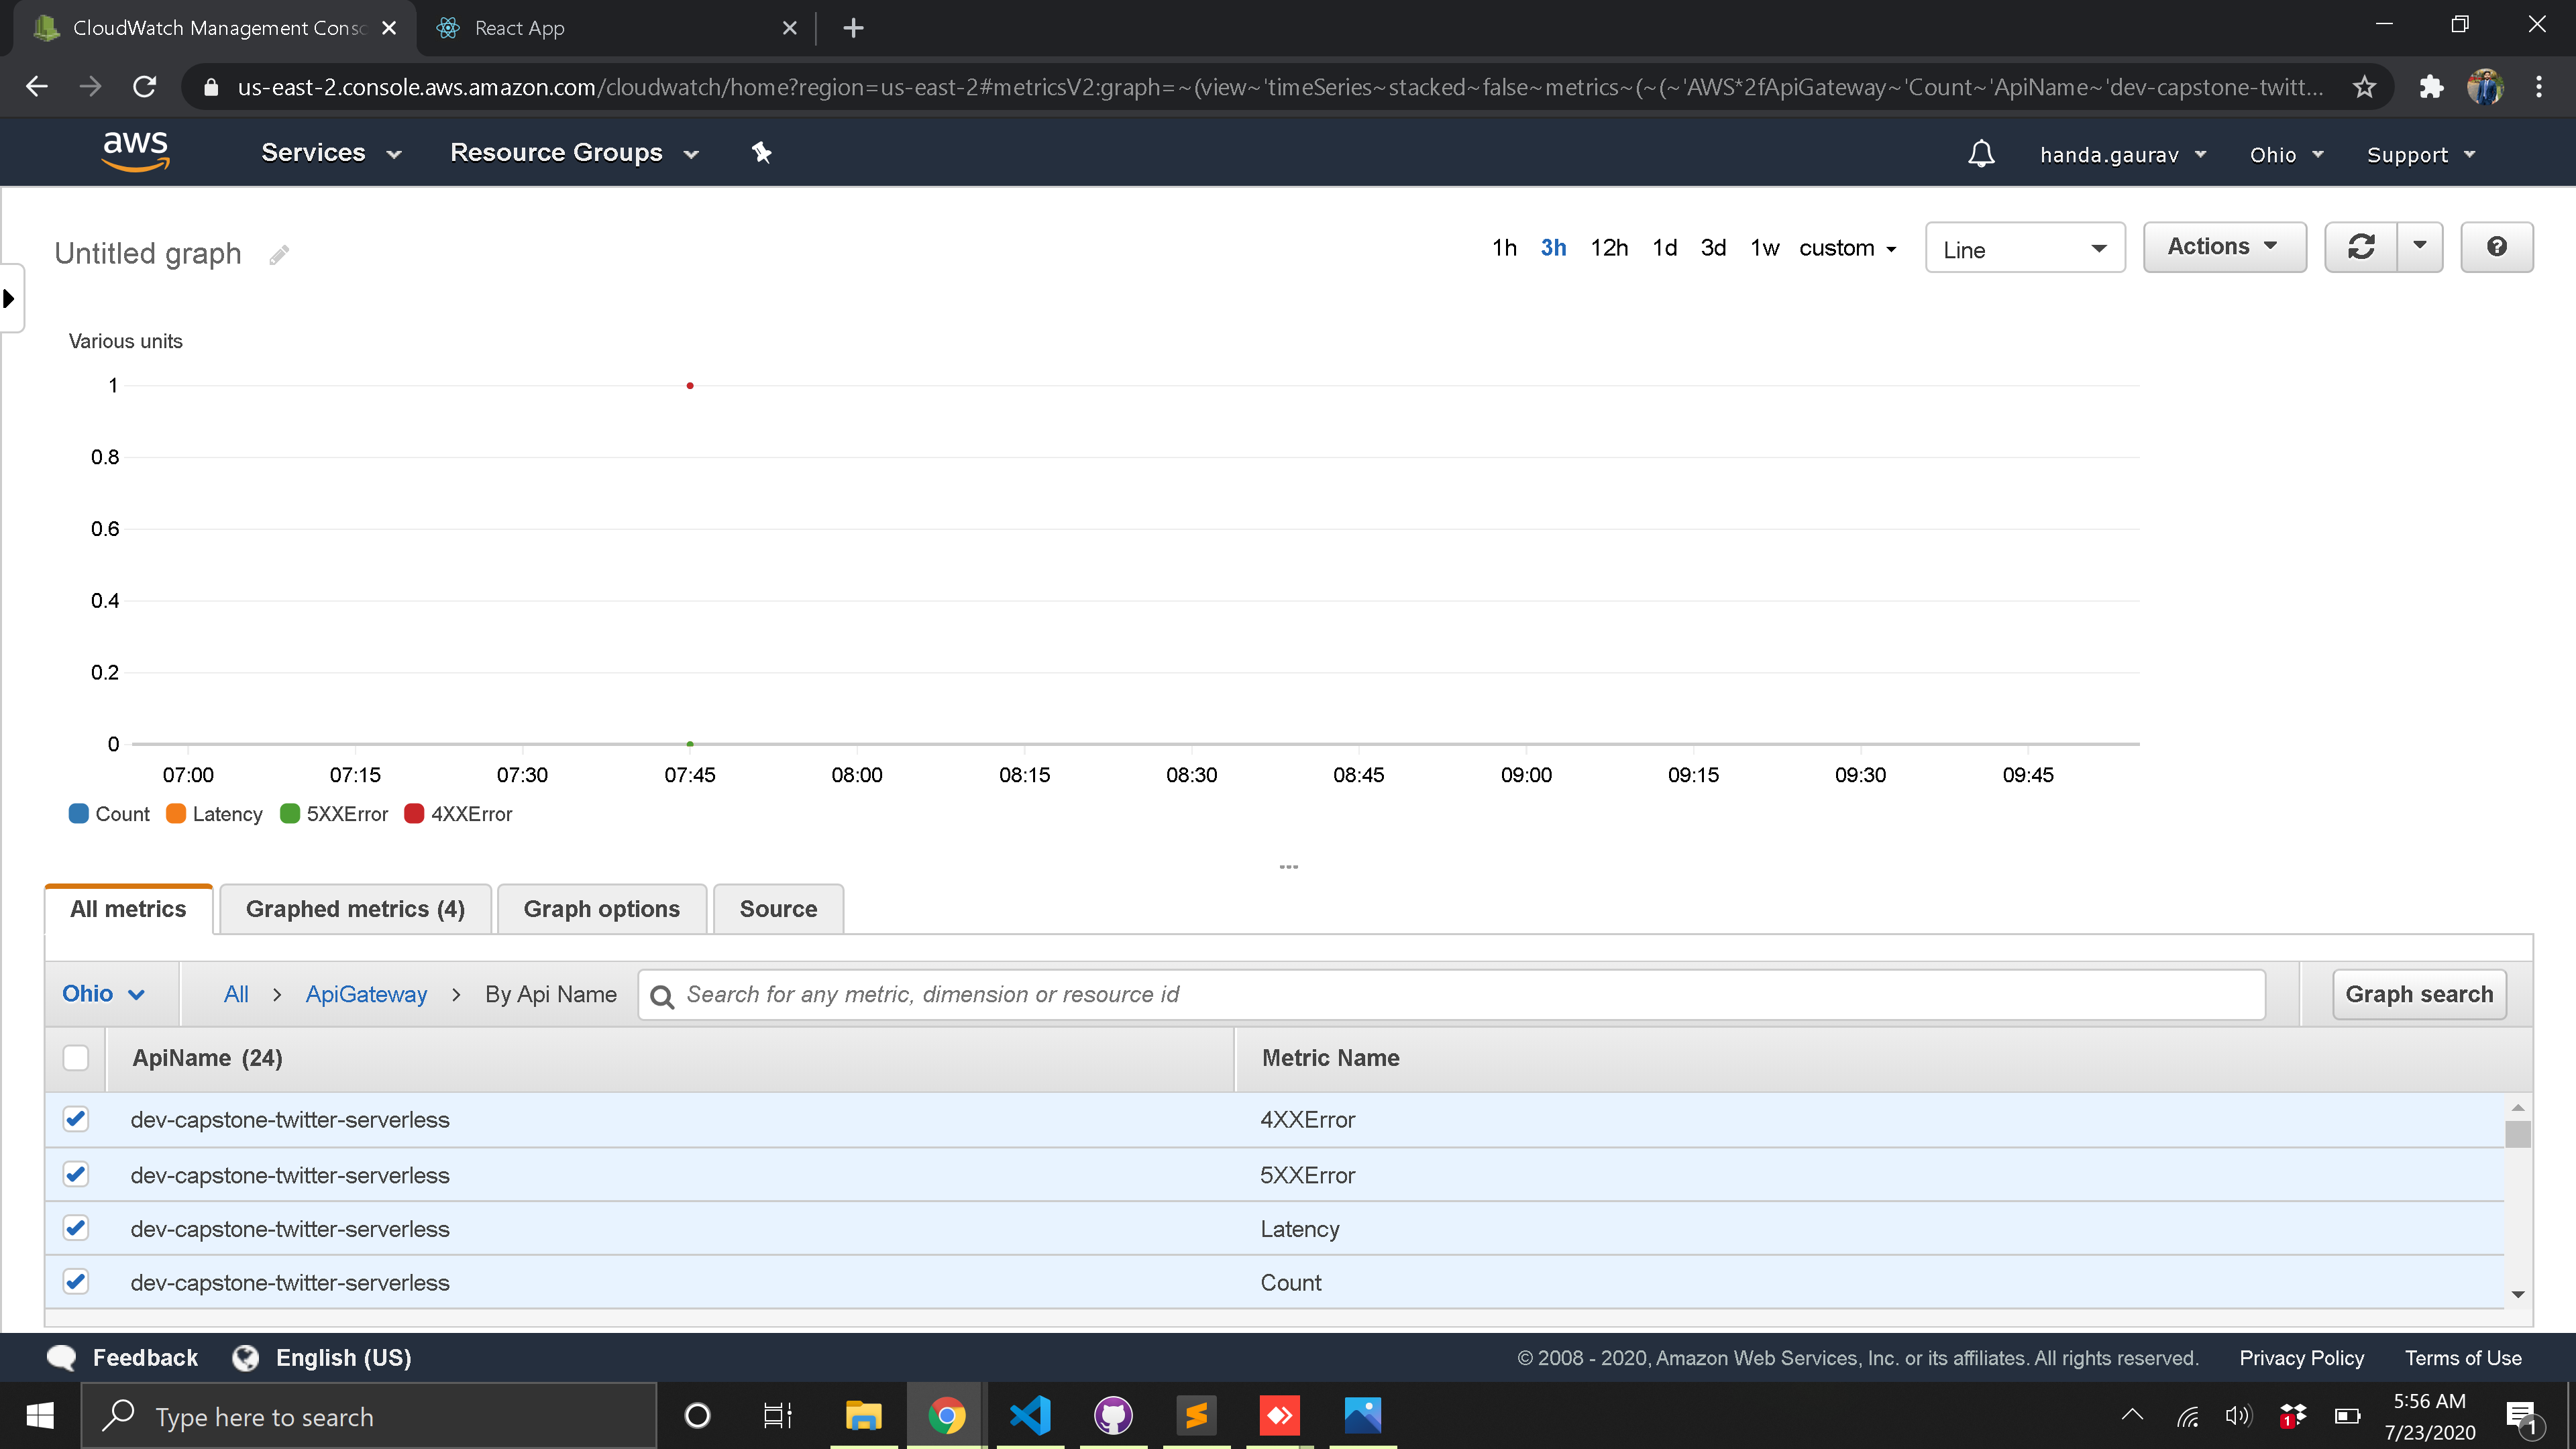 CloudWatch Management Conso
React App
us-east-2.console.aws.amazon.com/cloudwatch/home?region=us-east-2#metricsV2:graph=~(view~'timeSeries~stacked~false~metrics~(~(~'AWS*2fApiGateway~'Count~'ApiName~'dev-capstone-twitt...
aws Services Resource Groups handa.gaurav Ohio Support
Untitled graph 1h 3h 12h 1d 3d 1w custom Line Actions
Various units
1
0.8
0.6
0.4
0.2
0
07:00 07:15 07:30 07:45 08:00 08:15 08:30 08:45 09:00 09:15 09:30 09:45
Count Latency 5XXError 4XXError
All metrics Graphed metrics (4) Graph options Source
Ohio All > ApiGateway > By Api Name Search for any metric, dimension or resource id Graph search
ApiName (24) Metric Name
dev-capstone-twitter-serverless 4XXError
dev-capstone-twitter-serverless 5XXError
dev-capstone-twitter-serverless Latency
dev-capstone-twitter-serverless Count
Feedback English (US) © 2008 - 2020, Amazon Web Services, Inc. or its affiliates. All rights reserved. Privacy Policy Terms of Use
Type here to search 1 5:56 AM 1
7/23/2020